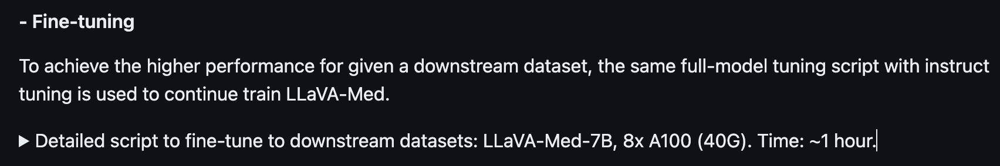 - Fine-tuning
To achieve the higher performance for given a downstream dataset, the same full-model tuning script with instruct
tuning is used to continue train LLaVA-Med.
▶ Detailed script to fine-tune to downstream datasets: LLaVA-Med-7B, 8x A100 (40G). Time: ~1 hour.